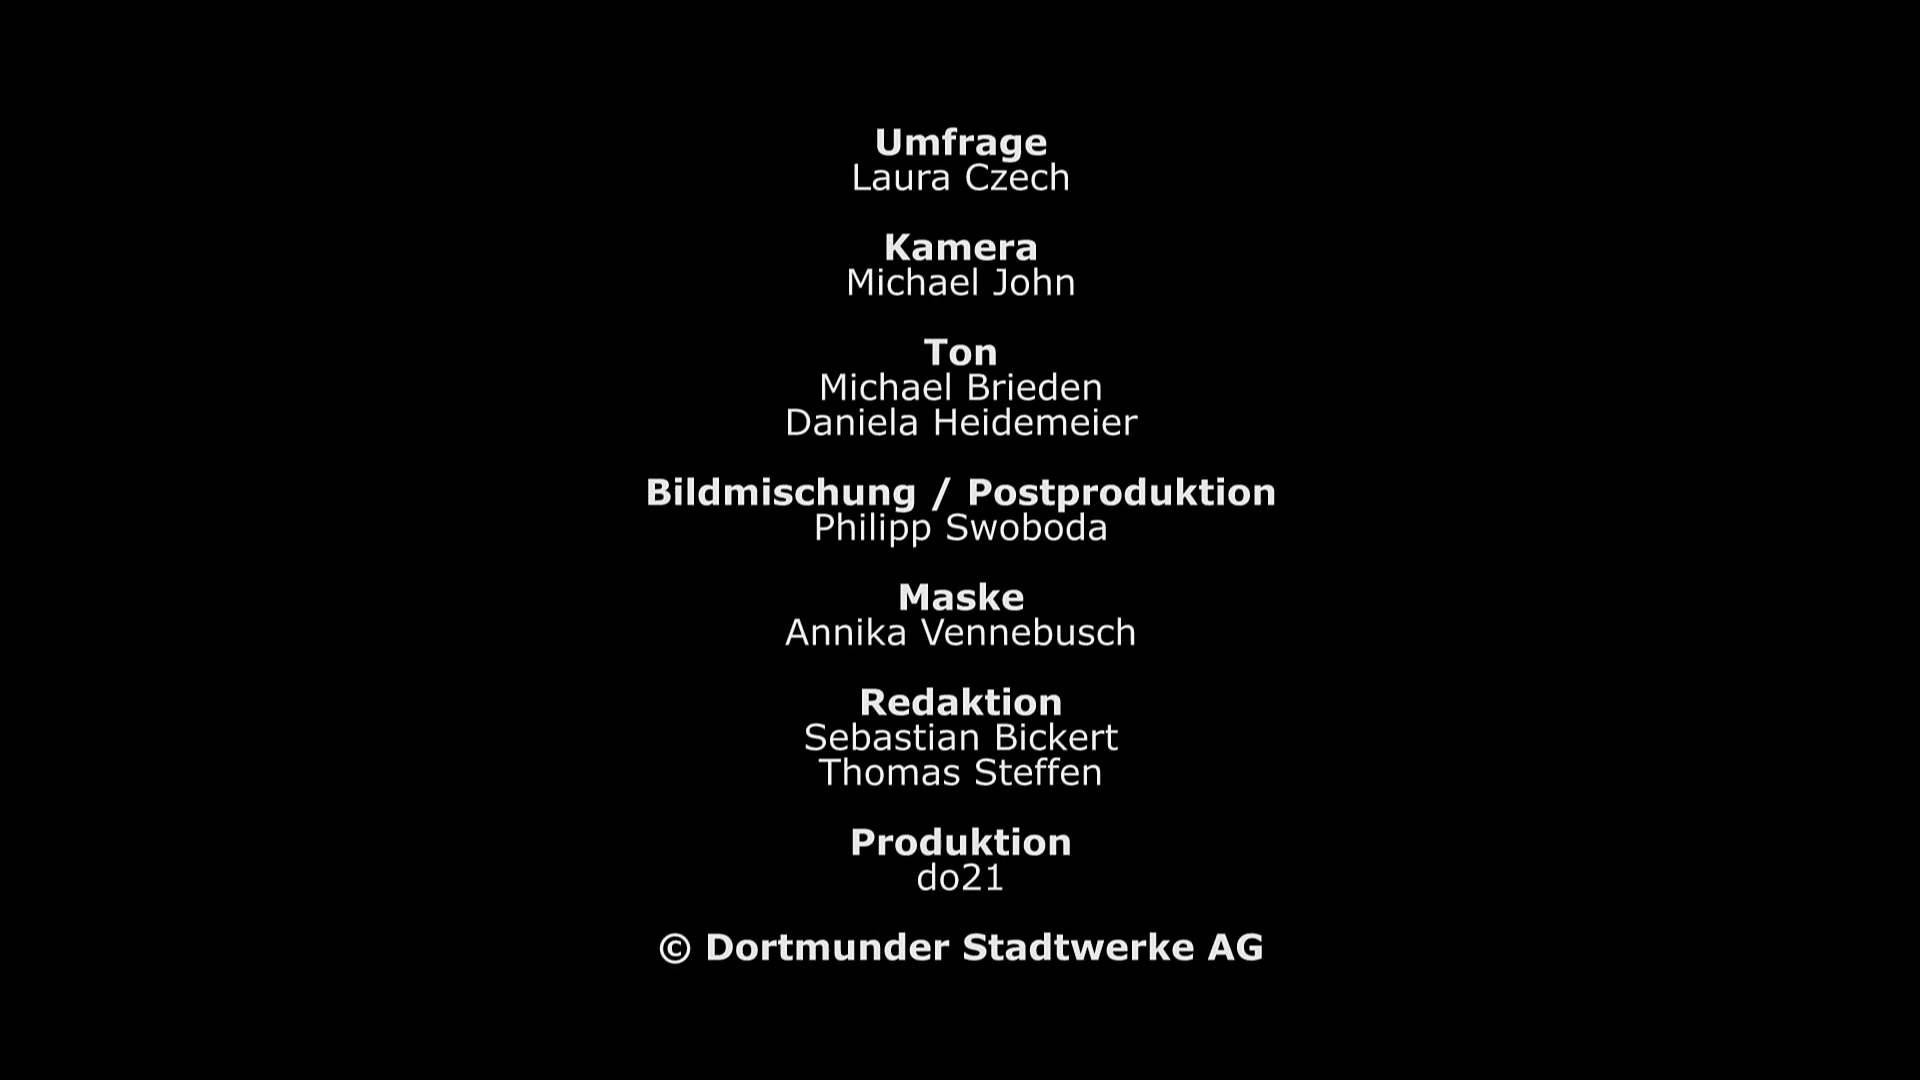 Umfrage
Laura Czech
Kamera
Michael John
Ton
Michael Brieden
Daniela Heidemeier
Bildmischung / Postproduktion
Philipp Swoboda
Maske
Annika Vennebusch
Redaktion
Sebastian Bickert
Thomas Steffen
Produktion
do21
© Dortmunder Stadtwerke AG